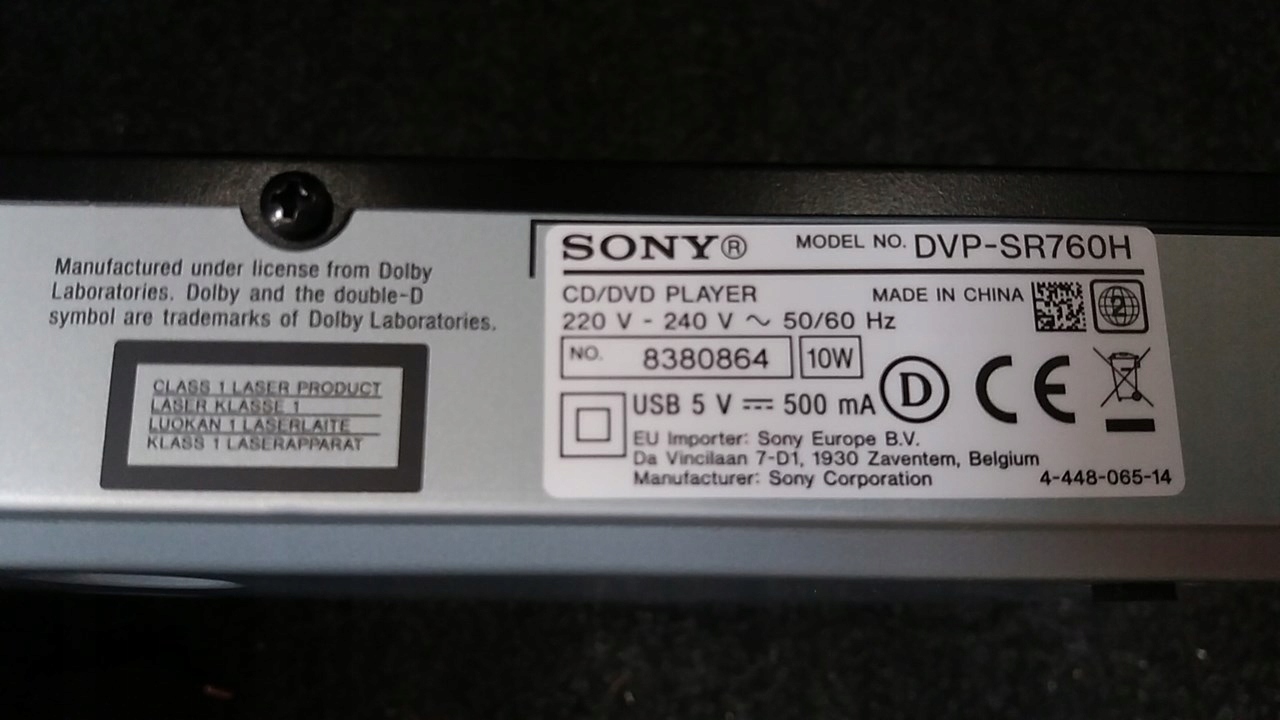 Manufactured under license from Dolby
Laboratories. Dolby and the double-D
symbol are trademarks of Dolby Laboratories.
CLASS 1 LASER PRODUCT
LASER KLASSE 1
LUOKAN 1 LASERLAITE
KLASS 1 LASERAPPARAT
SONY® MODEL NO. DVP-SR760H
CD/DVD PLAYER MADE IN CHINA 2
220 V - 240 V ~ 50/60 Hz
NO. 8380864 10W
D CE
USB 5 V ⎓ 500 mA
EU Importer: Sony Europe B.V.
Da Vincilaan 7-D1, 1930 Zaventem, Belgium
Manufacturer: Sony Corporation 4-448-065-14